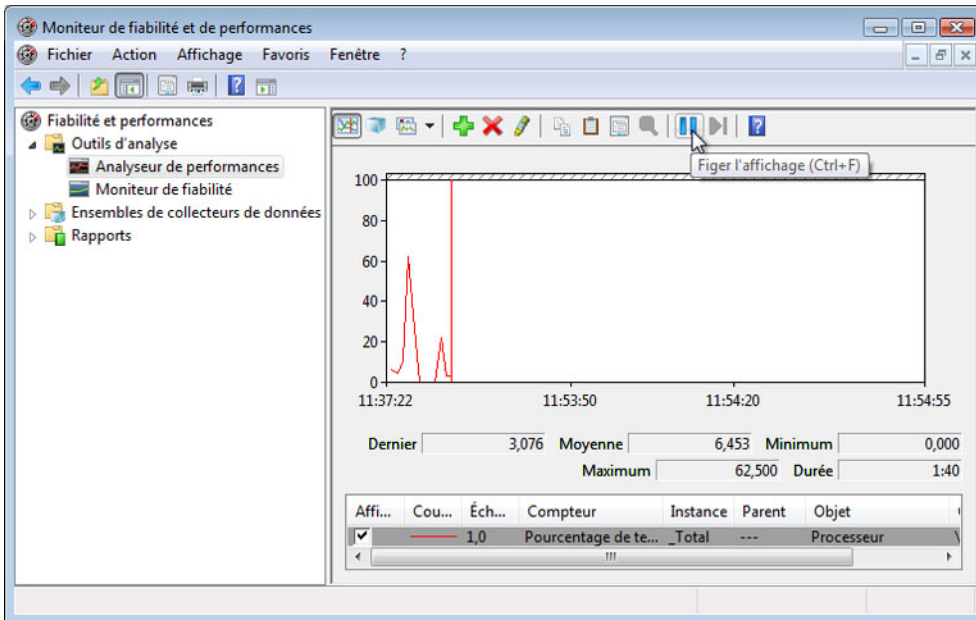 Moniteur de fiabilité et de performances
Fichier Action Affichage Favoris Fenêtre ?
Fiabilité et performances
Outils d'analyse
Analyseur de performances
Moniteur de fiabilité
Ensembles de collecteurs de données
Rapports
Figer l'affichage (Ctrl+F)
100
80
60
40
20
0
11:37:22 11:53:50 11:54:20 11:54:55
Dernier 3,076 Moyenne 6,453 Minimum 0,000
Maximum 62,500 Durée 1:40
Affi... Cou... Éch... Compteur Instance Parent Objet
1,0 Pourcentage de te... _Total --- Processeur